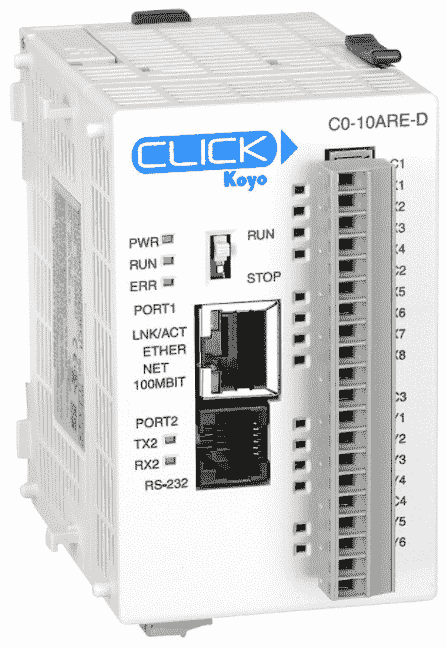 C0-10ARE-D
CLICK
Koyo
PWR
RUN
ERR
RUN
STOP
PORT1
LNK/ACT
ETHER
NET
100MBIT
PORT2
TX2
RX2
RS-232
C1
X1
X2
X3
X4
C2
X5
X6
X7
X8
C3
Y1
Y2
Y3
Y4
C4
Y5
Y6